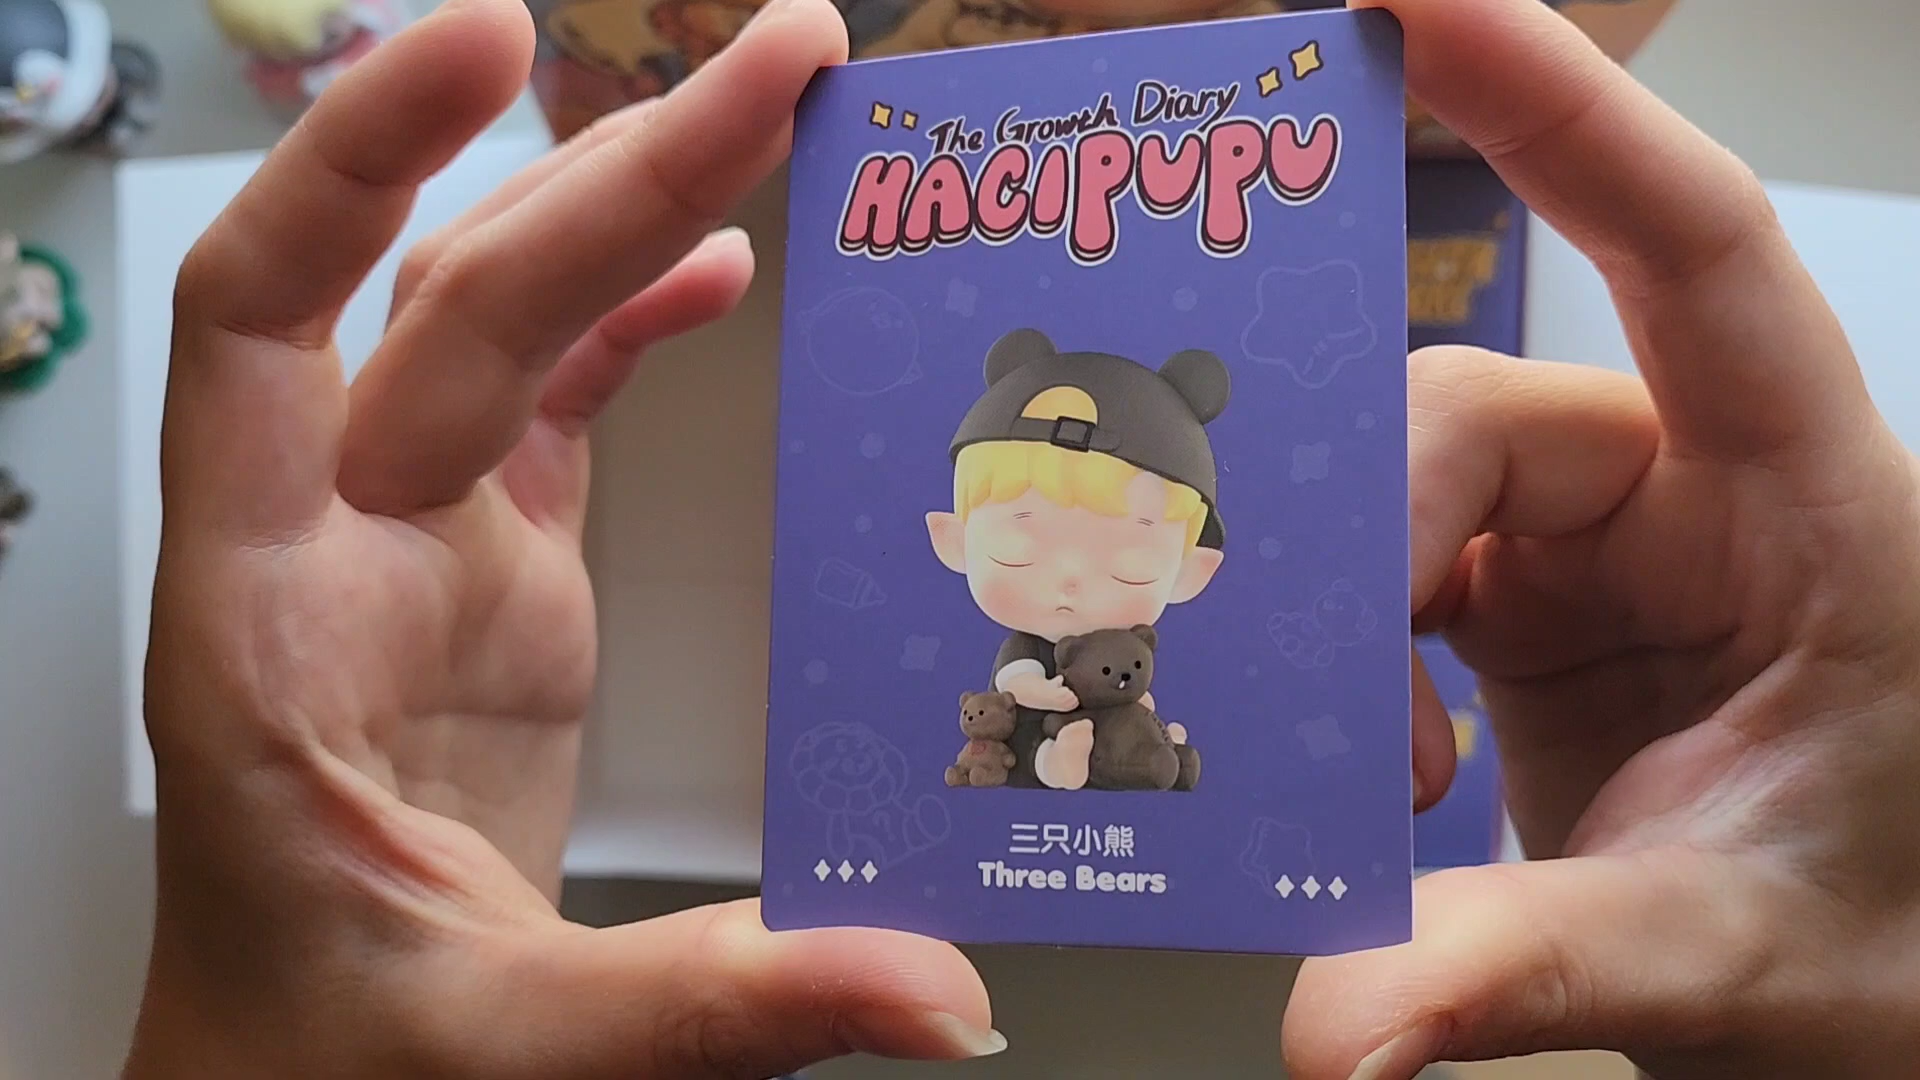 The Growth Diary
HACIPUPU
三只小熊
Three Bears